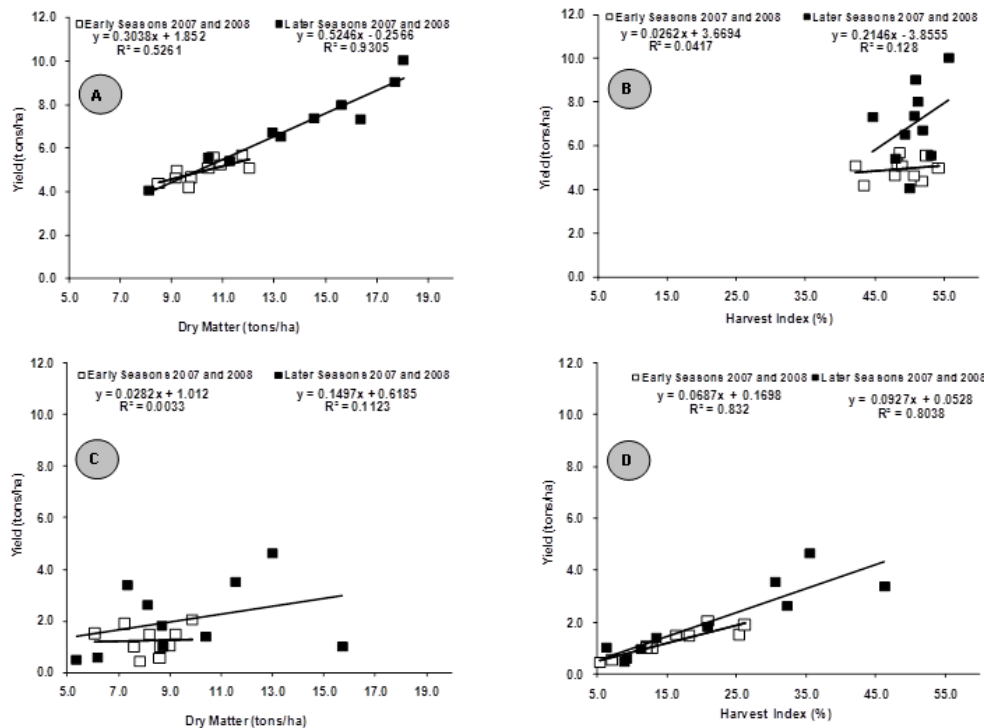 Early Seasons 2007 and 2008 Later Seasons 2007 and 2008
y = 0.3038x + 1.852 y = 0.5246x - 0.2566
R² = 0.5261 R² = 0.9305
A
Yield (tons/ha)
12.0
10.0
8.0
6.0
4.0
2.0
0.0
5.0 7.0 9.0 11.0 13.0 15.0 17.0 19.0
Dry Matter (tons/ha)
Early Seasons 2007 and 2008 Later Seasons 2007 and 2008
y = 0.0262x + 3.6694 y = 0.2146x - 3.8555
R² = 0.0417 R² = 0.128
B
Yield (tons/ha)
12.0
10.0
8.0
6.0
4.0
2.0
0.0
5.0 15.0 25.0 35.0 45.0 55.0
Harvest Index (%)
Early Seasons 2007 and 2008 Later Seasons 2007 and 2008
y = 0.0282x + 1.012 y = 0.1497x + 0.6185
R² = 0.0033 R² = 0.1123
C
Yield (tons/ha)
12.0
10.0
8.0
6.0
4.0
2.0
0.0
5.0 7.0 9.0 11.0 13.0 15.0 17.0 19.0
Dry Matter (tons/ha)
Early Seasons 2007 and 2008 Later Seasons 2007 and 2008
y = 0.0687x + 0.1698 y = 0.0927x + 0.0528
R² = 0.832 R² = 0.8038
D
Yield (tons/ha)
12.0
10.0
8.0
6.0
4.0
2.0
0.0
5.0 15.0 25.0 35.0 45.0 55.0
Harvest Index (%)